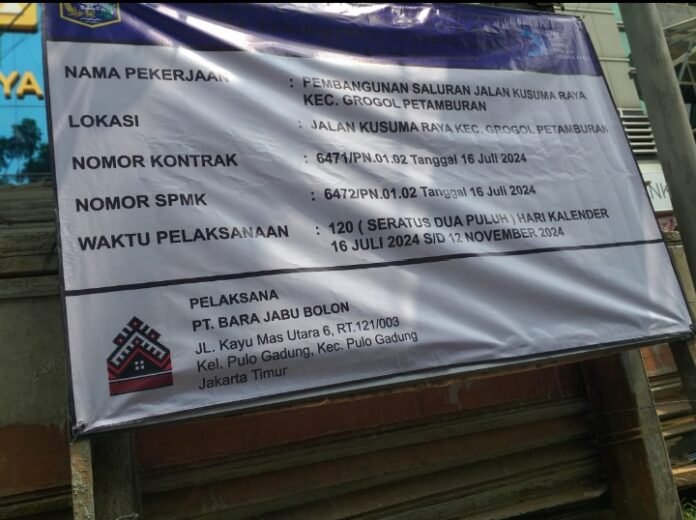 YA
NAMA PEKERJAAN : PEMBANGUNAN SALURAN JALAN KUSUMA RAYA
KEC. GROGOL PETAMBURAN
LOKASI : JALAN KUSUMA RAYA KEC. GROGOL PETAMBURAN
NOMOR KONTRAK : 6471/PN.01.02 Tanggal 16 Juli 2024
NOMOR SPMK : 6472/PN.01.02 Tanggal 16 Juli 2024
WAKTU PELAKSANAAN : 120 ( SERATUS DUA PULUH ) HARI KALENDER
16 JULI 2024 S/D 12 NOVEMBER 2024
PELAKSANA
PT. BARA JABU BOLON
JL. Kayu Mas Utara 6, RT.121/003
Kel. Pulo Gadung, Kec. Pulo Gadung
Jakarta Timur